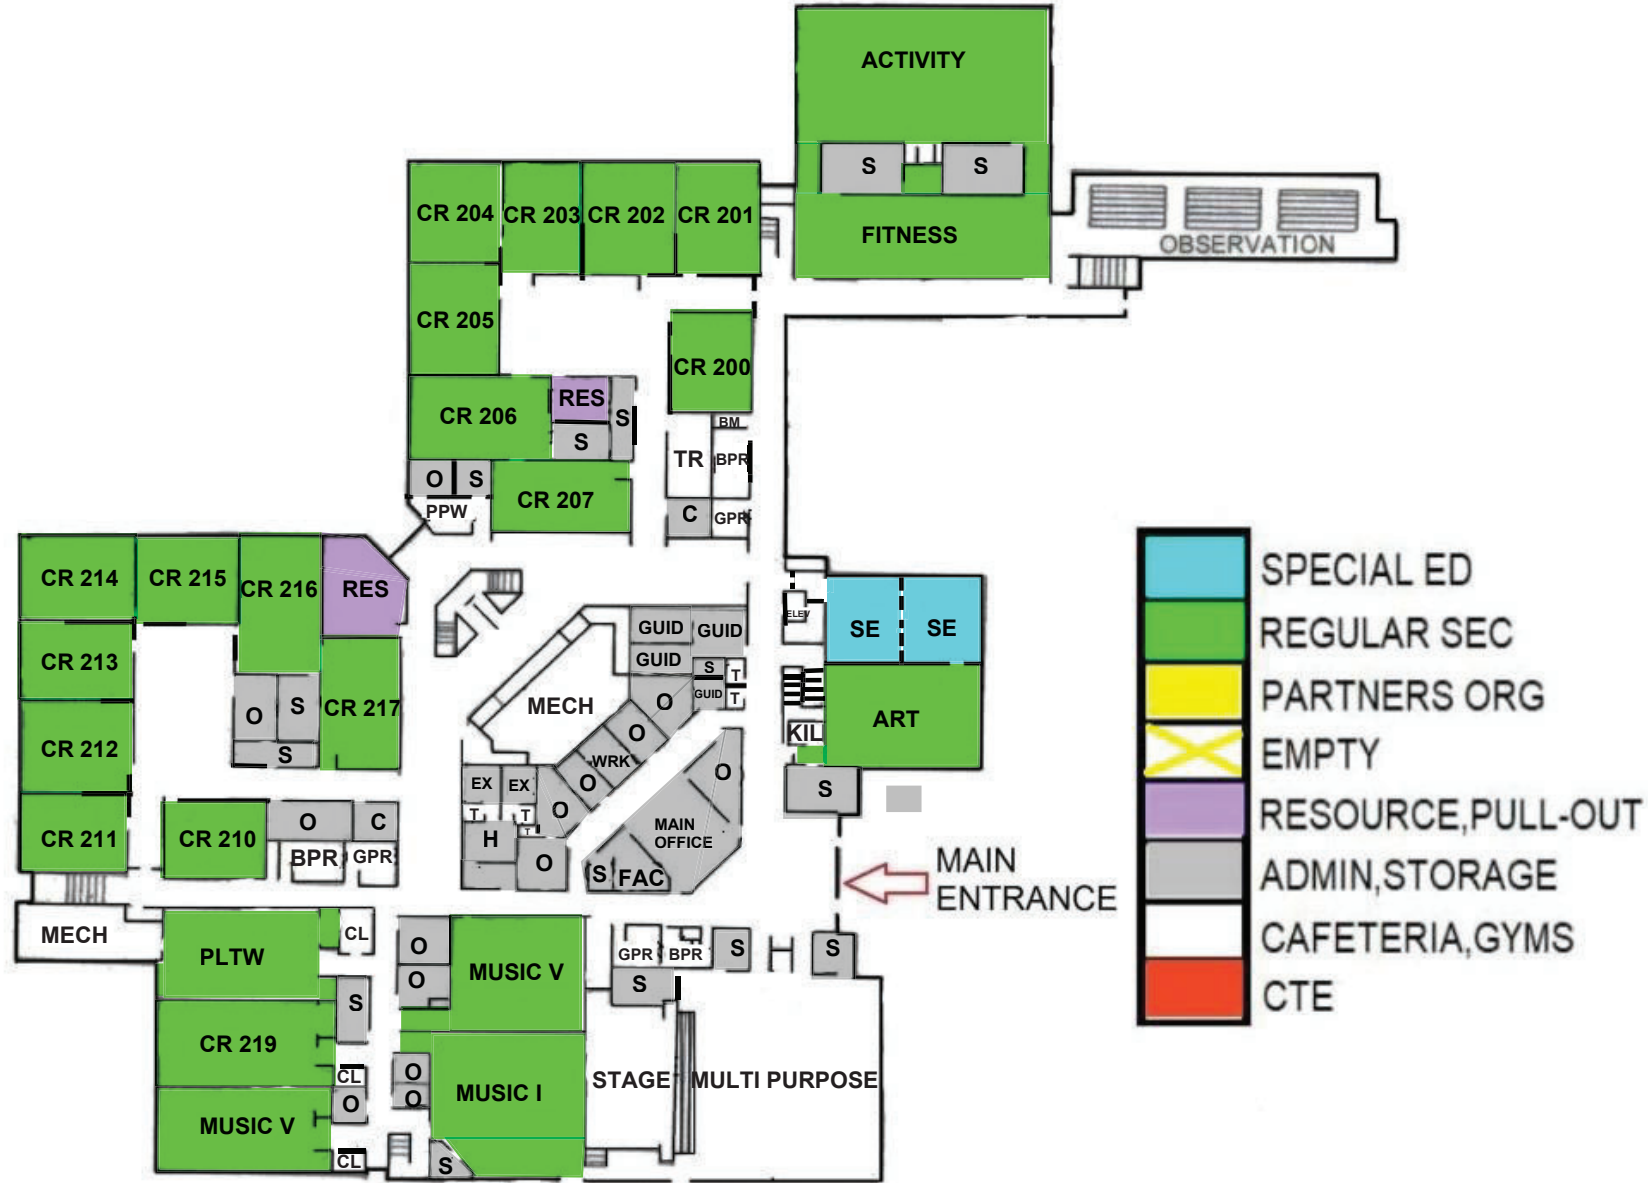 ACTIVITY
S
S
FITNESS
OBSERVATION
CR 204
CR 203
CR 202
CR 201
CR 205
CR 200
CR 206
RES
S
S
BM
TR
BPR
O
S
CR 207
PPW
C
GPR
CR 214
CR 215
CR 216
RES
CR 213
CR 217
O
S
S
CR 212
CR 211
CR 210
O
C
BPR
GPR
GUID
GUID
GUID
S
T
GUID
T
MECH
O
O
WRK
O
O
EX
EX
T
T
T
H
O
O
MAIN
OFFICE
S
FAC
ELEV
SE
SE
ART
KIL
S
MAIN
ENTRANCE
MECH
PLTW
CL
O
O
MUSIC V
GPR
BPR
S
S
S
S
CR 219
CL
O
O
O
MUSIC I
STAGE
MULTI PURPOSE
MUSIC V
CL
S
SPECIAL ED
REGULAR SEC
PARTNERS ORG
EMPTY
RESOURCE,PULL-OUT
ADMIN,STORAGE
CAFETERIA,GYMS
CTE